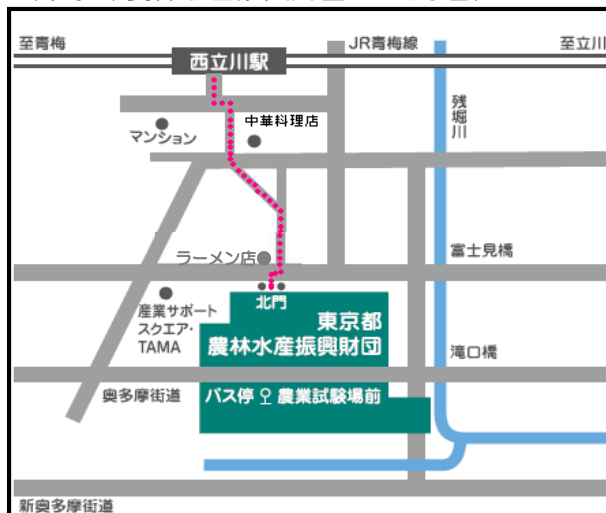 至青梅
JR青梅線
至立川
西立川駅
中華料理店
マンション
残堀川
ラーメン店
富士見橋
北門
産業サポート
スクエア・
TAMA
東京都
農林水産振興財団
滝口橋
奥多摩街道
バス停
農業試験場前
新奥多摩街道